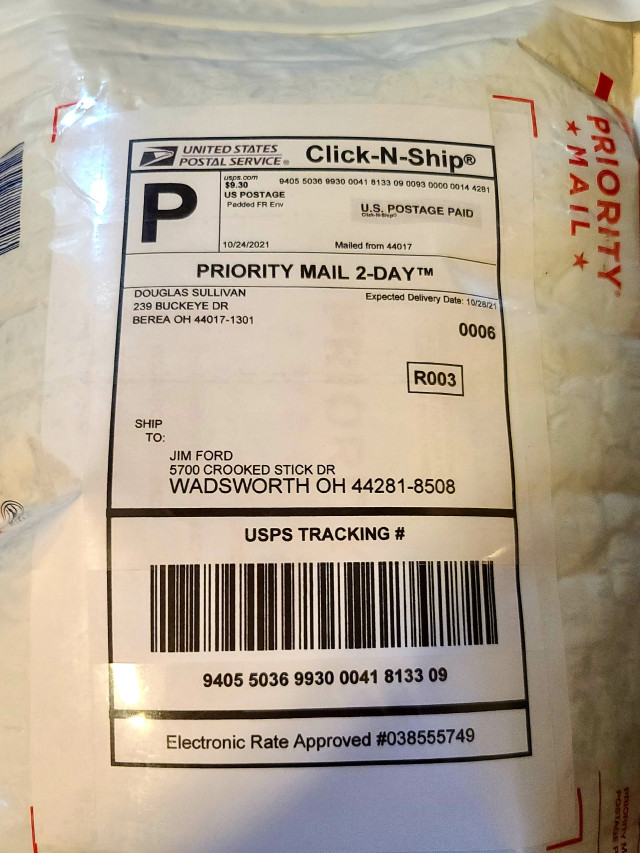 UNITED STATES
POSTAL SERVICE®
Click-N-Ship®
P
usps.com
$9.30
US POSTAGE
Padded FR Env
9405 5036 9930 0041 8133 09 0093 0000 0014 4281
U.S. POSTAGE PAID
Click-N-Ship®
10/24/2021
Mailed from 44017
PRIORITY MAIL 2-DAY™
DOUGLAS SULLIVAN
239 BUCKEYE DR
BEREA OH 44017-1301
Expected Delivery Date: 10/28/21
0006
R003
SHIP
TO:
JIM FORD
5700 CROOKED STICK DR
WADSWORTH OH 44281-8508
USPS TRACKING #
9405 5036 9930 0041 8133 09
Electronic Rate Approved #038555749
PRIORITY
★ MAIL ★
PRIORITY